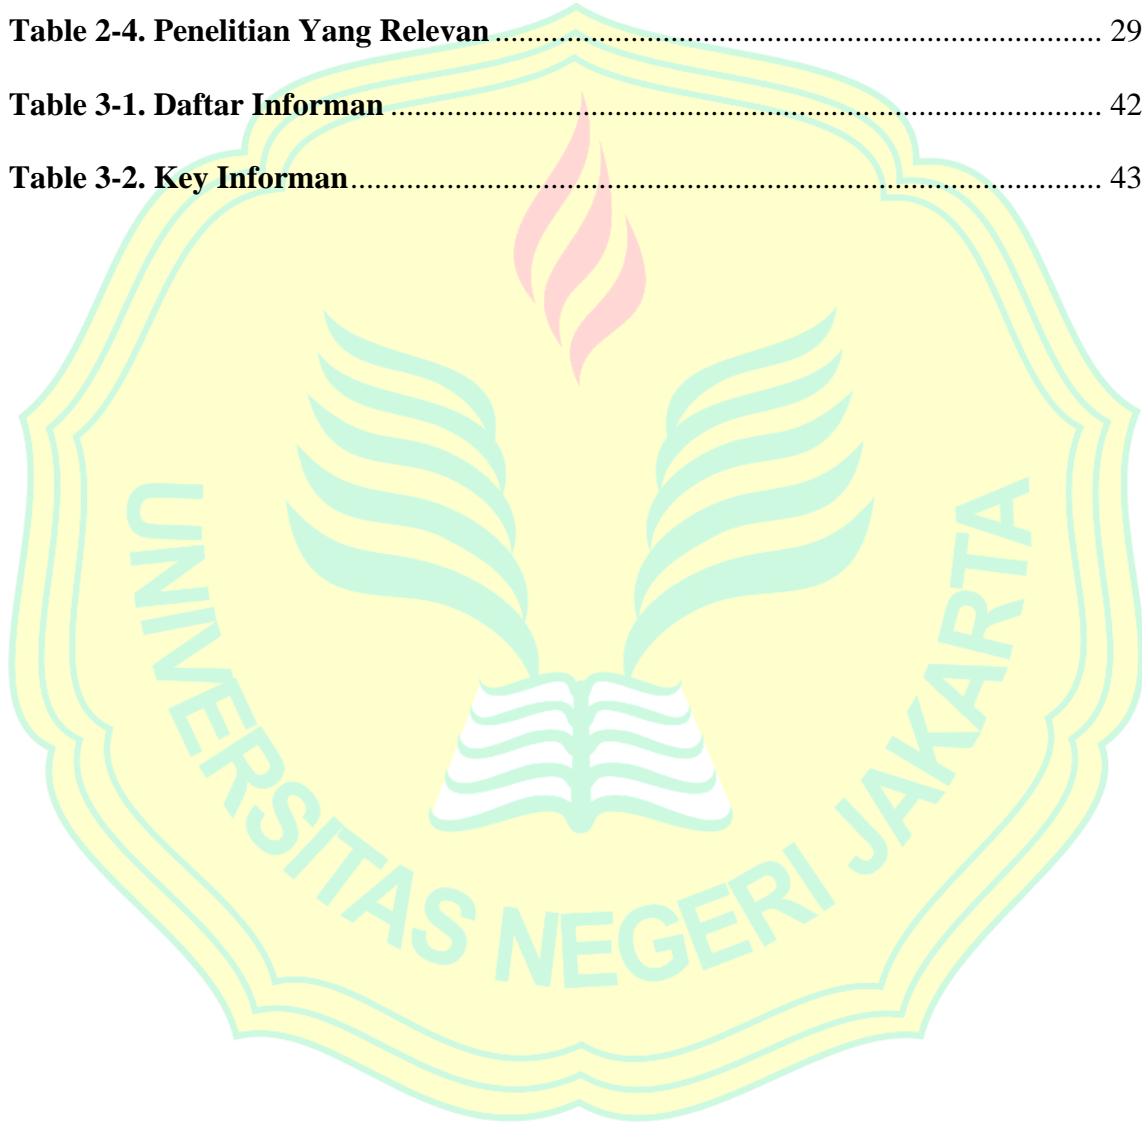 Table 2-4. Penelitian Yang Relevan ........................................................................... 29
Table 3-1. Daftar Informan ........................................................................................ 42
Table 3-2. Key Informan ............................................................................................. 43
UNIVERSITAS NEGERI JAKARTA